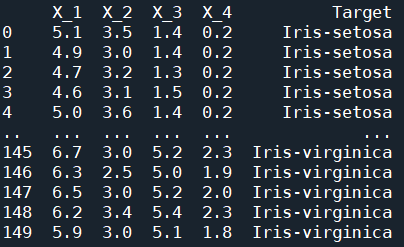 X_1 X_2 X_3 X_4 Target
0 5.1 3.5 1.4 0.2 Iris-setosa
1 4.9 3.0 1.4 0.2 Iris-setosa
2 4.7 3.2 1.3 0.2 Iris-setosa
3 4.6 3.1 1.5 0.2 Iris-setosa
4 5.0 3.6 1.4 0.2 Iris-setosa
.. ... ... ... ... ...
145 6.7 3.0 5.2 2.3 Iris-virginica
146 6.3 2.5 5.0 1.9 Iris-virginica
147 6.5 3.0 5.2 2.0 Iris-virginica
148 6.2 3.4 5.4 2.3 Iris-virginica
149 5.9 3.0 5.1 1.8 Iris-virginica